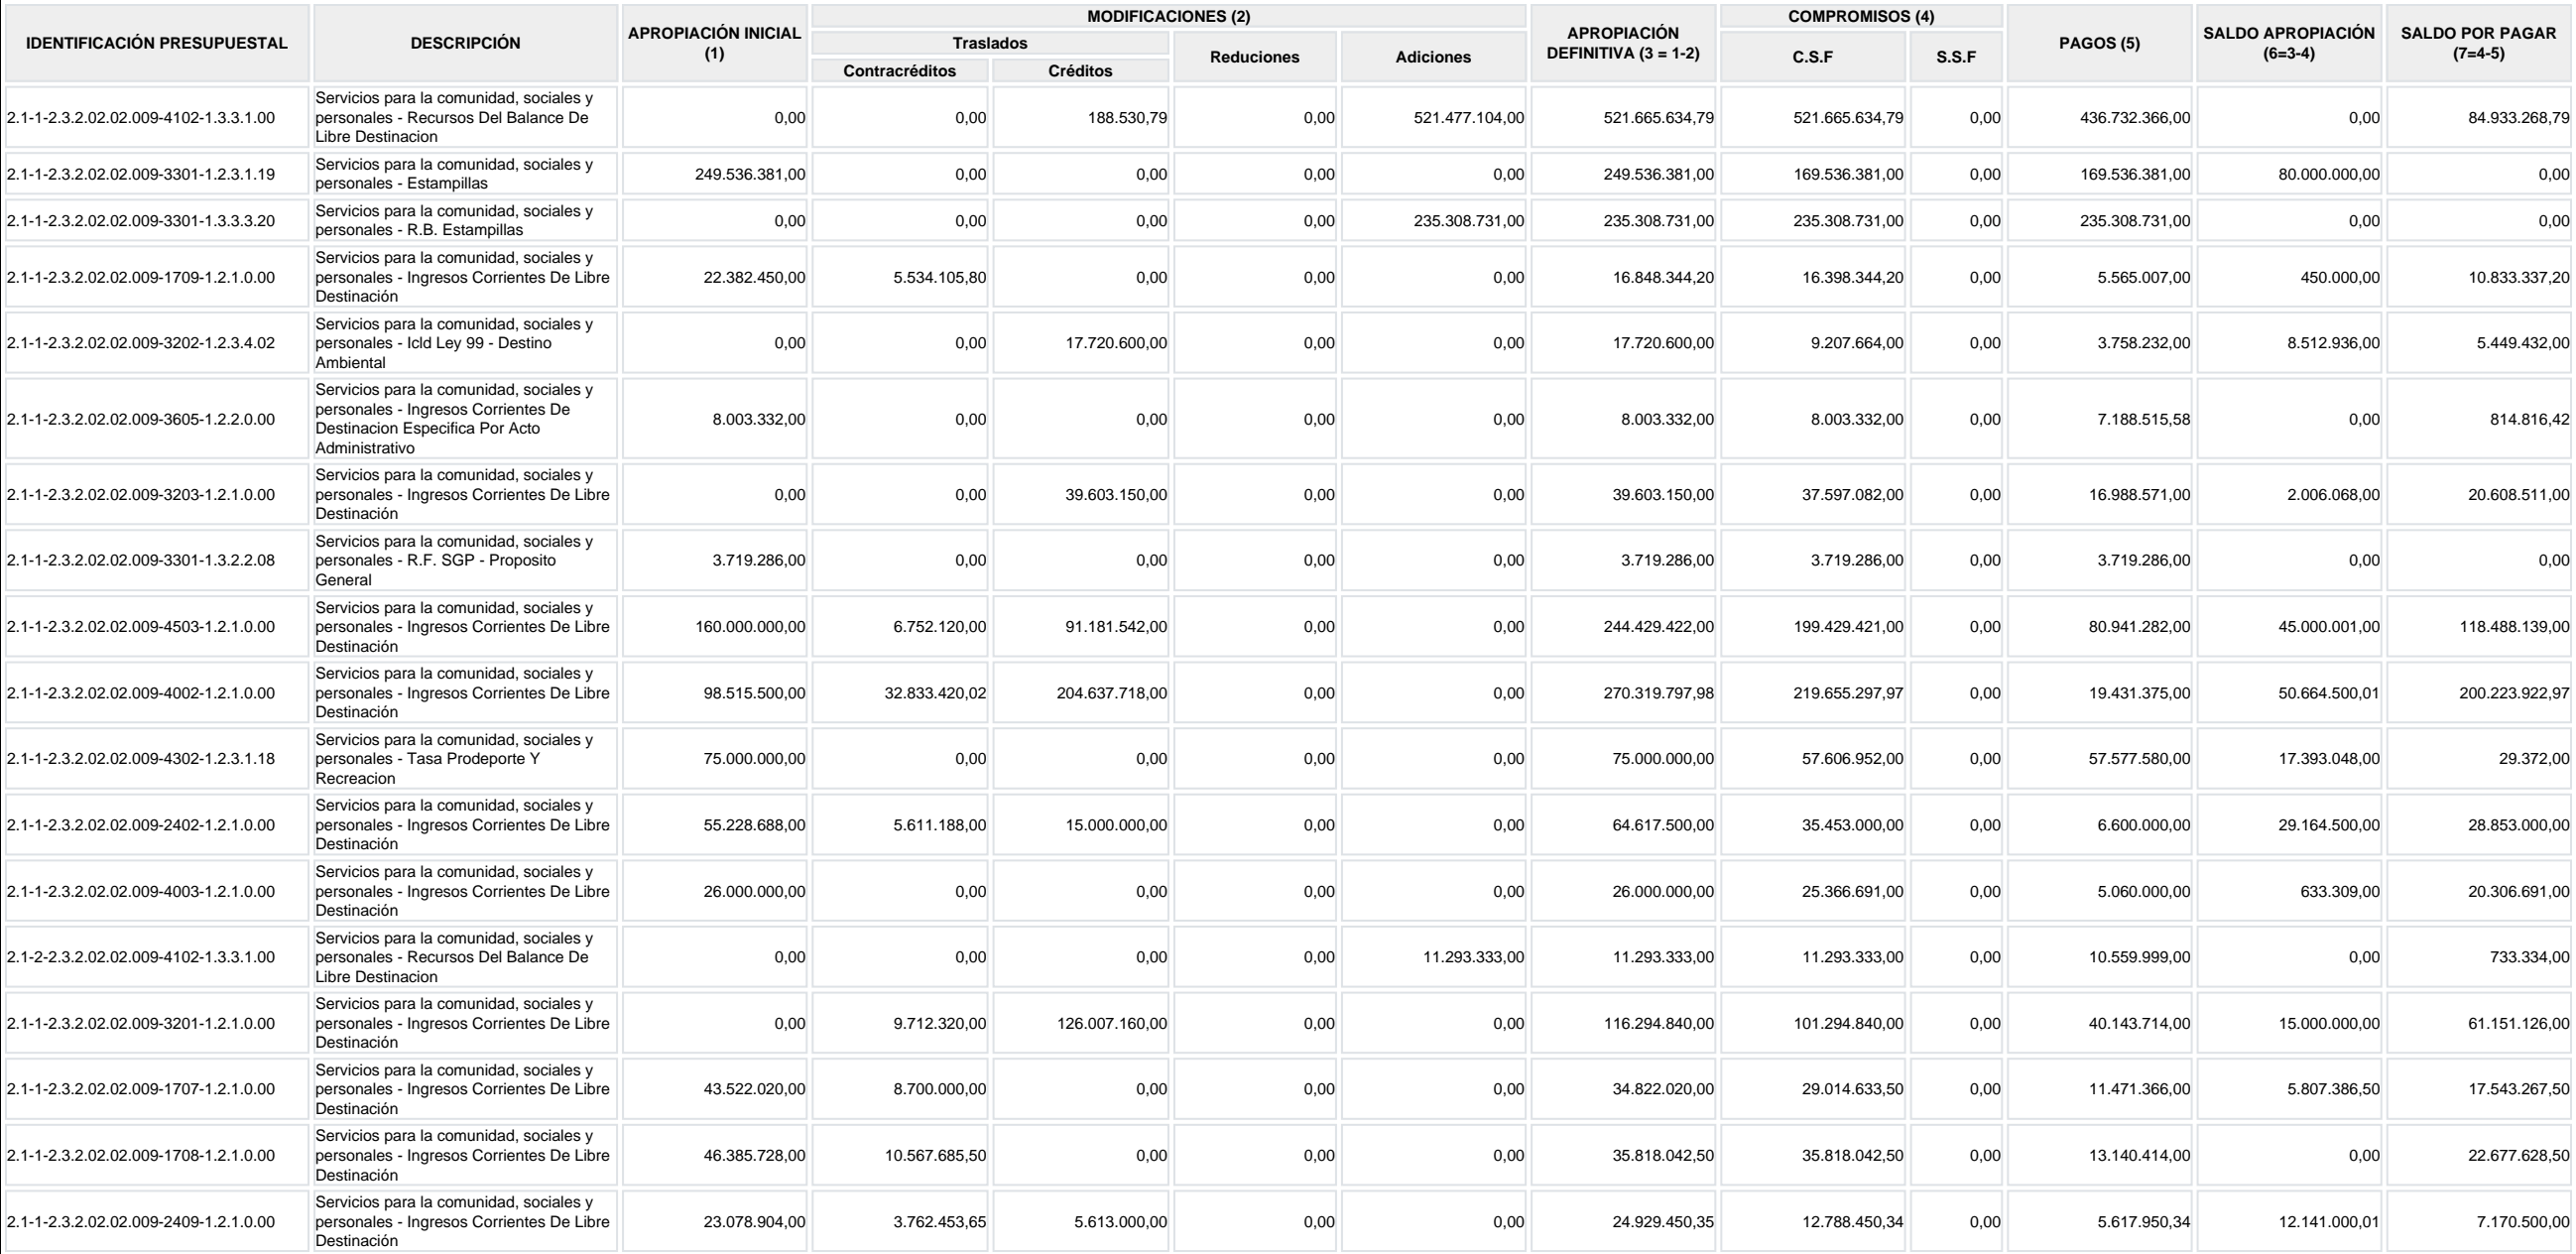 IDENTIFICACIÓN PRESUPUESTAL
DESCRIPCIÓN
APROPIACIÓN INICIAL
(1)
MODIFICACIONES (2)
Traslados
Contracréditos
Créditos
Reduciones
Adiciones
APROPIACIÓN
DEFINITIVA (3 = 1-2)
COMPROMISOS (4)
C.S.F
S.S.F
PAGOS (5)
SALDO APROPIACIÓN
(6=3-4)
SALDO POR PAGAR
(7=4-5)
2.1-1-2.3.2.02.02.009-4102-1.3.3.1.00
Servicios para la comunidad, sociales y
personales - Recursos Del Balance De
Libre Destinacion
0,00 0,00 188.530,79 0,00 521.477.104,00 521.665.634,79 521.665.634,79 0,00 436.732.366,00 0,00 84.933.268,79
2.1-1-2.3.2.02.02.009-3301-1.2.3.1.19
Servicios para la comunidad, sociales y
personales - Estampillas
249.536.381,00 0,00 0,00 0,00 0,00 249.536.381,00 169.536.381,00 0,00 169.536.381,00 80.000.000,00 0,00
2.1-1-2.3.2.02.02.009-3301-1.3.3.3.20
Servicios para la comunidad, sociales y
personales - R.B. Estampillas
0,00 0,00 0,00 0,00 235.308.731,00 235.308.731,00 235.308.731,00 0,00 235.308.731,00 0,00 0,00
2.1-1-2.3.2.02.02.009-1709-1.2.1.0.00
Servicios para la comunidad, sociales y
personales - Ingresos Corrientes De Libre
Destinación
22.382.450,00 5.534.105,80 0,00 0,00 0,00 16.848.344,20 16.398.344,20 0,00 5.565.007,00 450.000,00 10.833.337,20
2.1-1-2.3.2.02.02.009-3202-1.2.3.4.02
Servicios para la comunidad, sociales y
personales - Icld Ley 99 - Destino
Ambiental
0,00 0,00 17.720.600,00 0,00 0,00 17.720.600,00 9.207.664,00 0,00 3.758.232,00 8.512.936,00 5.449.432,00
2.1-1-2.3.2.02.02.009-3605-1.2.2.0.00
Servicios para la comunidad, sociales y
personales - Ingresos Corrientes De
Destinacion Especifica Por Acto
Administrativo
8.003.332,00 0,00 0,00 0,00 0,00 8.003.332,00 8.003.332,00 0,00 7.188.515,58 0,00 814.816,42
2.1-1-2.3.2.02.02.009-3203-1.2.1.0.00
Servicios para la comunidad, sociales y
personales - Ingresos Corrientes De Libre
Destinación
0,00 0,00 39.603.150,00 0,00 0,00 39.603.150,00 37.597.082,00 0,00 16.988.571,00 2.006.068,00 20.608.511,00
2.1-1-2.3.2.02.02.009-3301-1.3.2.2.08
Servicios para la comunidad, sociales y
personales - R.F. SGP - Proposito
General
3.719.286,00 0,00 0,00 0,00 0,00 3.719.286,00 3.719.286,00 0,00 3.719.286,00 0,00 0,00
2.1-1-2.3.2.02.02.009-4503-1.2.1.0.00
Servicios para la comunidad, sociales y
personales - Ingresos Corrientes De Libre
Destinación
160.000.000,00 6.752.120,00 91.181.542,00 0,00 0,00 244.429.422,00 199.429.421,00 0,00 80.941.282,00 45.000.001,00 118.488.139,00
2.1-1-2.3.2.02.02.009-4002-1.2.1.0.00
Servicios para la comunidad, sociales y
personales - Ingresos Corrientes De Libre
Destinación
98.515.500,00 32.833.420,02 204.637.718,00 0,00 0,00 270.319.797,98 219.655.297,97 0,00 19.431.375,00 50.664.500,01 200.223.922,97
2.1-1-2.3.2.02.02.009-4302-1.2.3.1.18
Servicios para la comunidad, sociales y
personales - Tasa Prodeporte Y
Recreacion
75.000.000,00 0,00 0,00 0,00 0,00 75.000.000,00 57.606.952,00 0,00 57.577.580,00 17.393.048,00 29.372,00
2.1-1-2.3.2.02.02.009-2402-1.2.1.0.00
Servicios para la comunidad, sociales y
personales - Ingresos Corrientes De Libre
Destinación
55.228.688,00 5.611.188,00 15.000.000,00 0,00 0,00 64.617.500,00 35.453.000,00 0,00 6.600.000,00 29.164.500,00 28.853.000,00
2.1-1-2.3.2.02.02.009-4003-1.2.1.0.00
Servicios para la comunidad, sociales y
personales - Ingresos Corrientes De Libre
Destinación
26.000.000,00 0,00 0,00 0,00 0,00 26.000.000,00 25.366.691,00 0,00 5.060.000,00 633.309,00 20.306.691,00
2.1-2-2.3.2.02.02.009-4102-1.3.3.1.00
Servicios para la comunidad, sociales y
personales - Recursos Del Balance De
Libre Destinacion
0,00 0,00 0,00 0,00 11.293.333,00 11.293.333,00 11.293.333,00 0,00 10.559.999,00 0,00 733.334,00
2.1-1-2.3.2.02.02.009-3201-1.2.1.0.00
Servicios para la comunidad, sociales y
personales - Ingresos Corrientes De Libre
Destinación
0,00 9.712.320,00 126.007.160,00 0,00 0,00 116.294.840,00 101.294.840,00 0,00 40.143.714,00 15.000.000,00 61.151.126,00
2.1-1-2.3.2.02.02.009-1707-1.2.1.0.00
Servicios para la comunidad, sociales y
personales - Ingresos Corrientes De Libre
Destinación
43.522.020,00 8.700.000,00 0,00 0,00 0,00 34.822.020,00 29.014.633,50 0,00 11.471.366,00 5.807.386,50 17.543.267,50
2.1-1-2.3.2.02.02.009-1708-1.2.1.0.00
Servicios para la comunidad, sociales y
personales - Ingresos Corrientes De Libre
Destinación
46.385.728,00 10.567.685,50 0,00 0,00 0,00 35.818.042,50 35.818.042,50 0,00 13.140.414,00 0,00 22.677.628,50
2.1-1-2.3.2.02.02.009-2409-1.2.1.0.00
Servicios para la comunidad, sociales y
personales - Ingresos Corrientes De Libre
Destinación
23.078.904,00 3.762.453,65 5.613.000,00 0,00 0,00 24.929.450,35 12.788.450,34 0,00 5.617.950,34 12.141.000,01 7.170.500,00